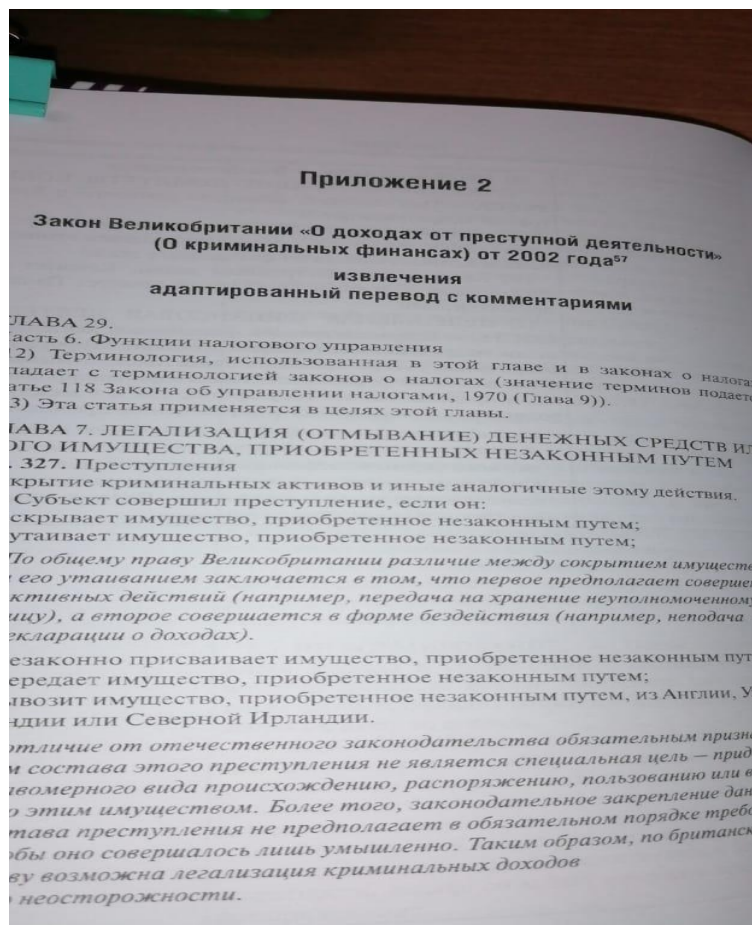 Приложение 2
Закон Великобритании «О доходах от преступной деятельности»
(О криминальных финансах) от 2002 года⁵⁷
извлечения
адаптированный перевод с комментариями
ЛАВА 29.
асть 6. Функции налогового управления
2) Терминология, использованная в этой главе и в законах о налога
падает с терминологией законов о налогах (значение терминов подаетс
атье 118 Закона об управлении налогами, 1970 (Глава 9)).
3) Эта статья применяется в целях этой главы.
ЛАВА 7. ЛЕГАЛИЗАЦИЯ (ОТМЫВАНИЕ) ДЕНЕЖНЫХ СРЕДСТВ ИЛ
ОГО ИМУЩЕСТВА, ПРИОБРЕТЕННЫХ НЕЗАКОННЫМ ПУТЕМ
. 327. Преступления
крытие криминальных активов и иные аналогичные этому действия.
Субъект совершил преступление, если он:
скрывает имущество, приобретенное незаконным путем;
утаивает имущество, приобретенное незаконным путем;
По общему праву Великобритании различие между сокрытием имуществ
его утаиванием заключается в том, что первое предполагает соверше
ктивных действий (например, передача на хранение неуполномоченному
ицу), а второе совершается в форме бездействия (например, неподача
екларации о доходах).
езаконно присваивает имущество, приобретенное незаконным пут
ередает имущество, приобретенное незаконным путем;
ывозит имущество, приобретенное незаконным путем, из Англии, У
ндии или Северной Ирландии.
отличие от отечественного законодательства обязательным призна
м состава этого преступления не является специальная цель — прид
вомерного вида происхождению, распоряжению, пользованию или в
о этим имуществом. Более того, законодательное закрепление дан
тава преступления не предполагает в обязательном порядке требо
обы оно совершалось лишь умышленно. Таким образом, по британск
ву возможна легализация криминальных доходов
о неосторожности.